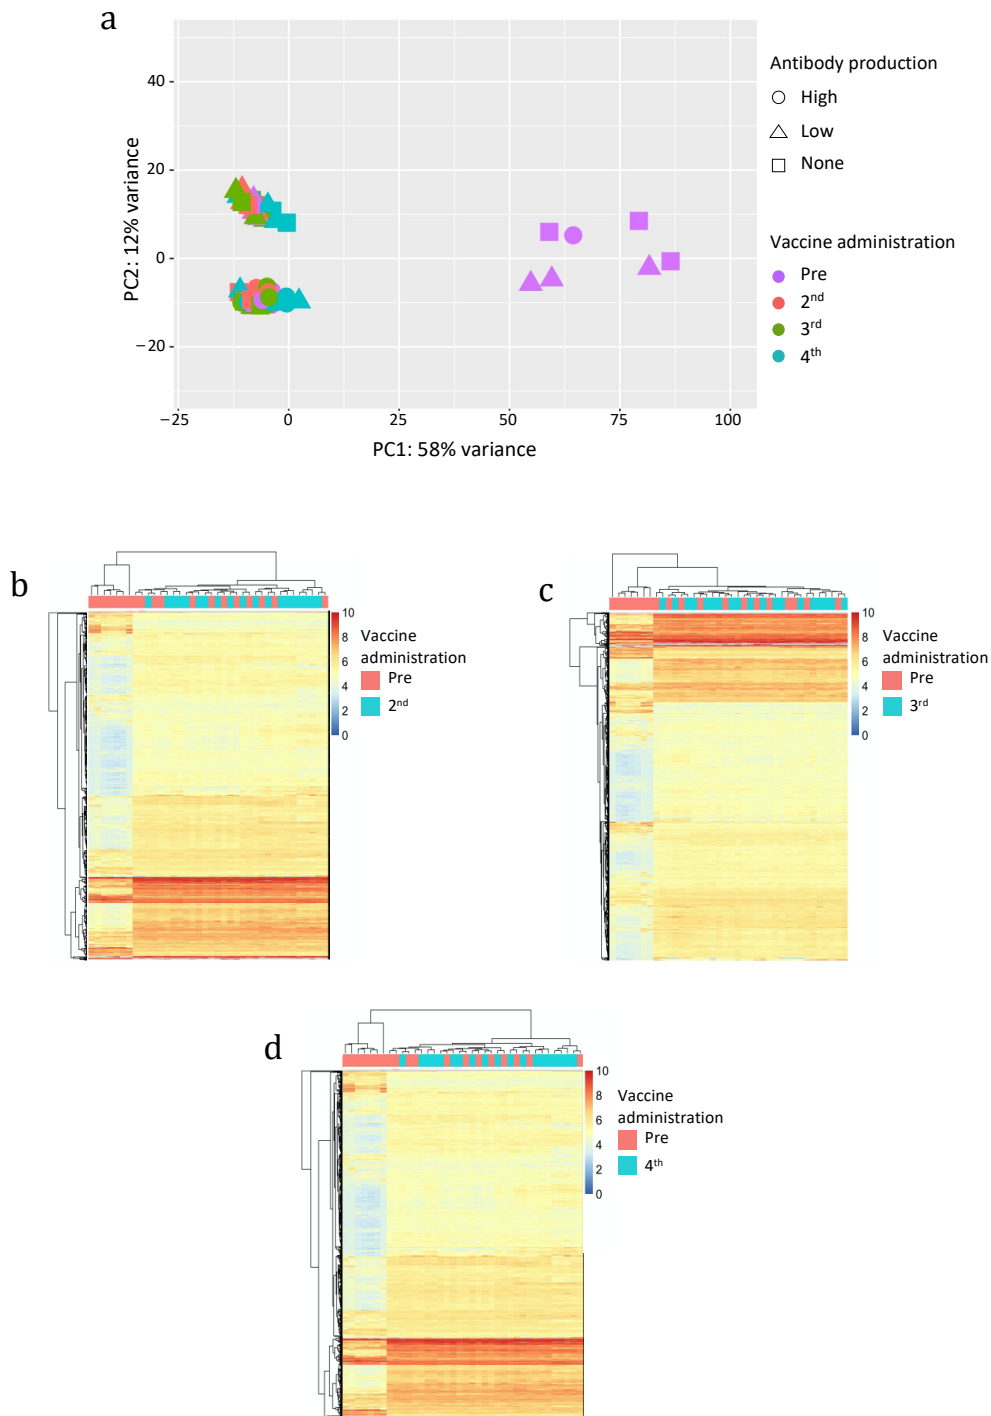 a
Antibody production
High
Low
None
Vaccine administration
Pre
2nd
3rd
4th
40
20
0
−20
PC2: 12% variance
−25 0 25 50 75 100
PC1: 58% variance
b
10
8
6
4
2
0
Vaccine
administration
Pre
2nd
c
10
8
6
4
2
0
Vaccine
administration
Pre
3rd
d
10
8
6
4
2
0
Vaccine
administration
Pre
4th